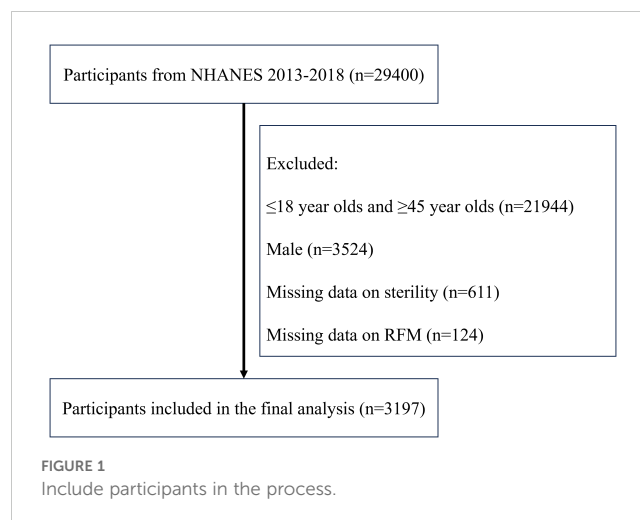 Participants from NHANES 2013-2018 (n=29400)
Excluded:
≤18 year olds and ≥45 year olds (n=21944)
Male (n=3524)
Missing data on sterility (n=611)
Missing data on RFM (n=124)
Participants included in the final analysis (n=3197)
FIGURE 1
Include participants in the process.